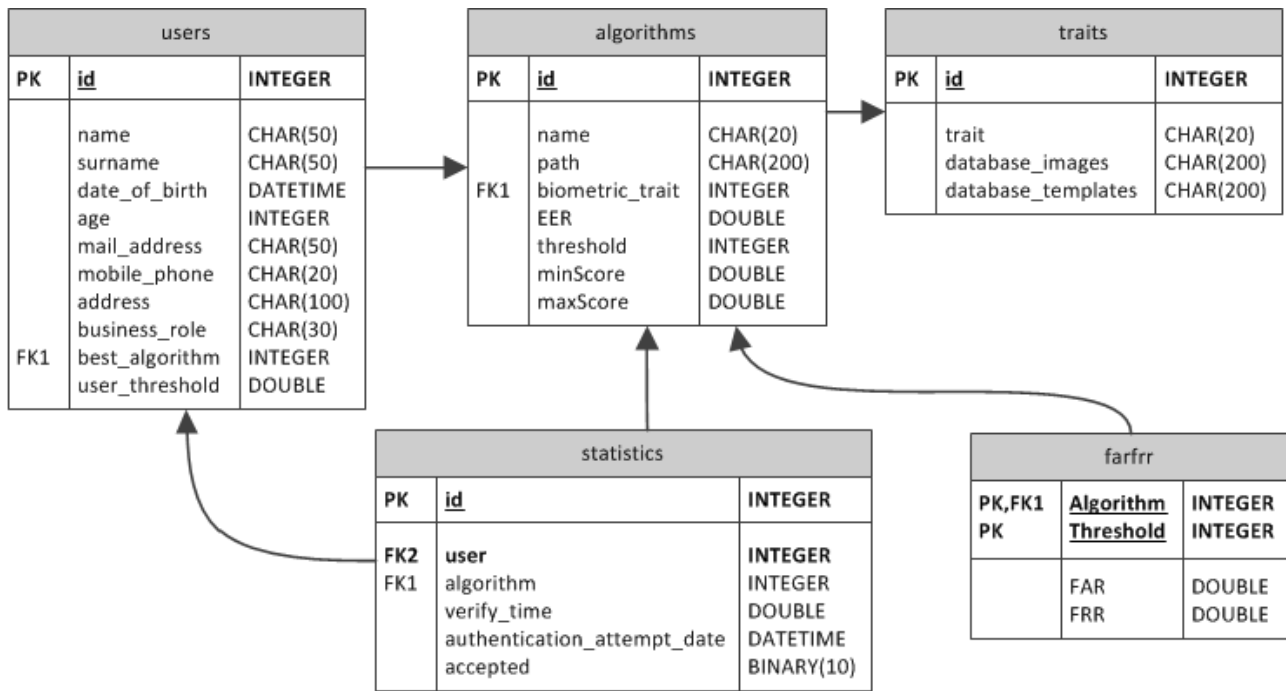 users
PK id INTEGER
name CHAR(50)
surname CHAR(50)
date_of_birth DATETIME
age INTEGER
mail_address CHAR(50)
mobile_phone CHAR(20)
address CHAR(100)
business_role CHAR(30)
FK1 best_algorithm INTEGER
user_threshold DOUBLE
algorithms
PK id INTEGER
name CHAR(20)
path CHAR(200)
FK1 biometric_trait INTEGER
EER DOUBLE
threshold INTEGER
minScore DOUBLE
maxScore DOUBLE
traits
PK id INTEGER
trait CHAR(20)
database_images CHAR(200)
database_templates CHAR(200)
statistics
PK id INTEGER
FK2 user INTEGER
FK1 algorithm INTEGER
verify_time DOUBLE
authentication_attempt_date DATETIME
accepted BINARY(10)
farfrr
PK,FK1 Algorithm INTEGER
PK Threshold INTEGER
FAR DOUBLE
FRR DOUBLE